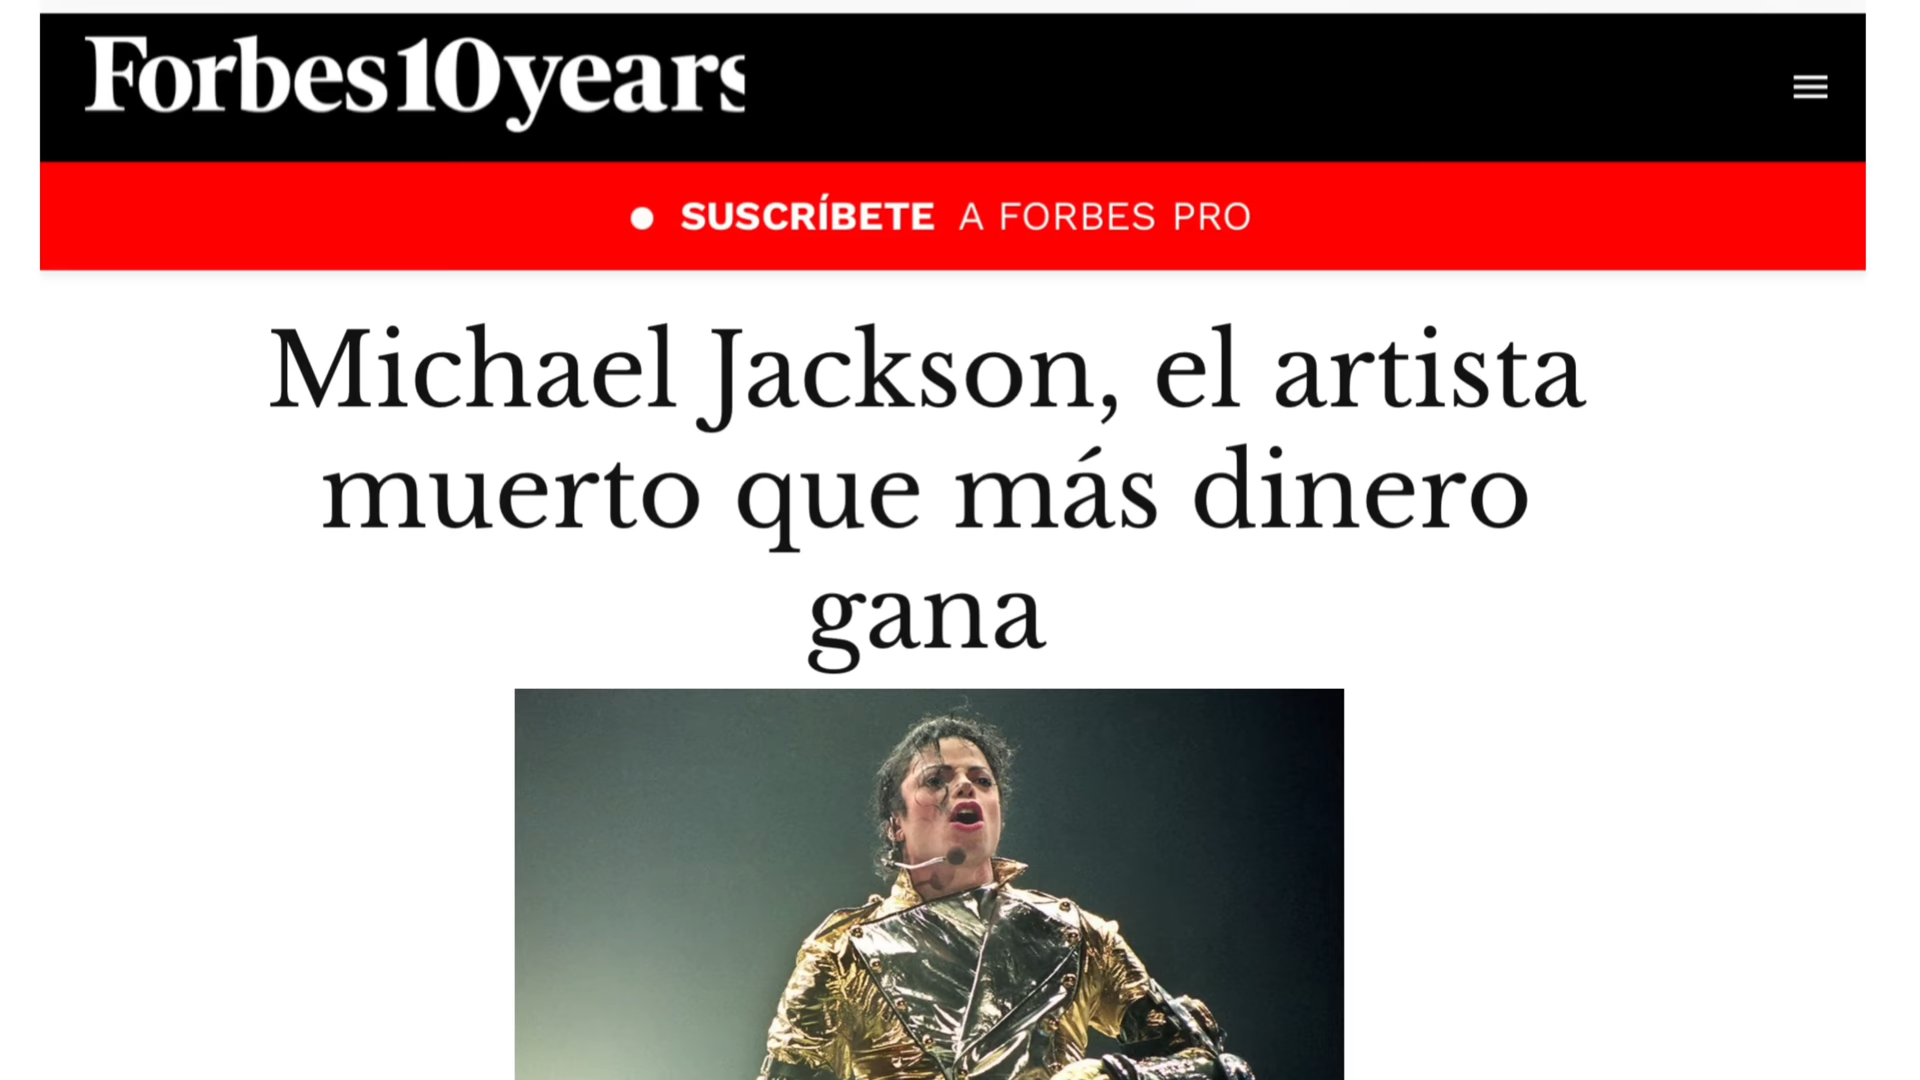 Forbes10years
SUSCRÍBETE A FORBES PRO
Michael Jackson, el artista
muerto que más dinero
gana